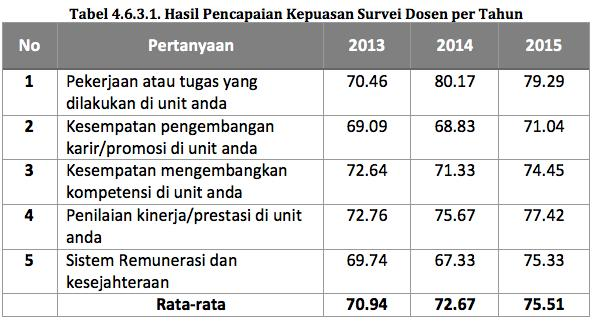 Tabel 4.6.3.1. Hasil Pencapaian Kepuasan Survei Dosen per Tahun
No Pertanyaan 2013 2014 2015
1 Pekerjaan atau tugas yang 70.46 80.17 79.29
dilakukan di unit anda
2 Kesempatan pengembangan 69.09 68.83 71.04
karir/promosi di unit anda
3 Kesempatan mengembangkan 72.64 71.33 74.45
kompetensi di unit anda
4 Penilaian kinerja/prestasi di unit 72.76 75.67 77.42
anda
5 Sistem Remunerasi dan 69.74 67.33 75.33
kesejahteraan
Rata-rata 70.94 72.67 75.51